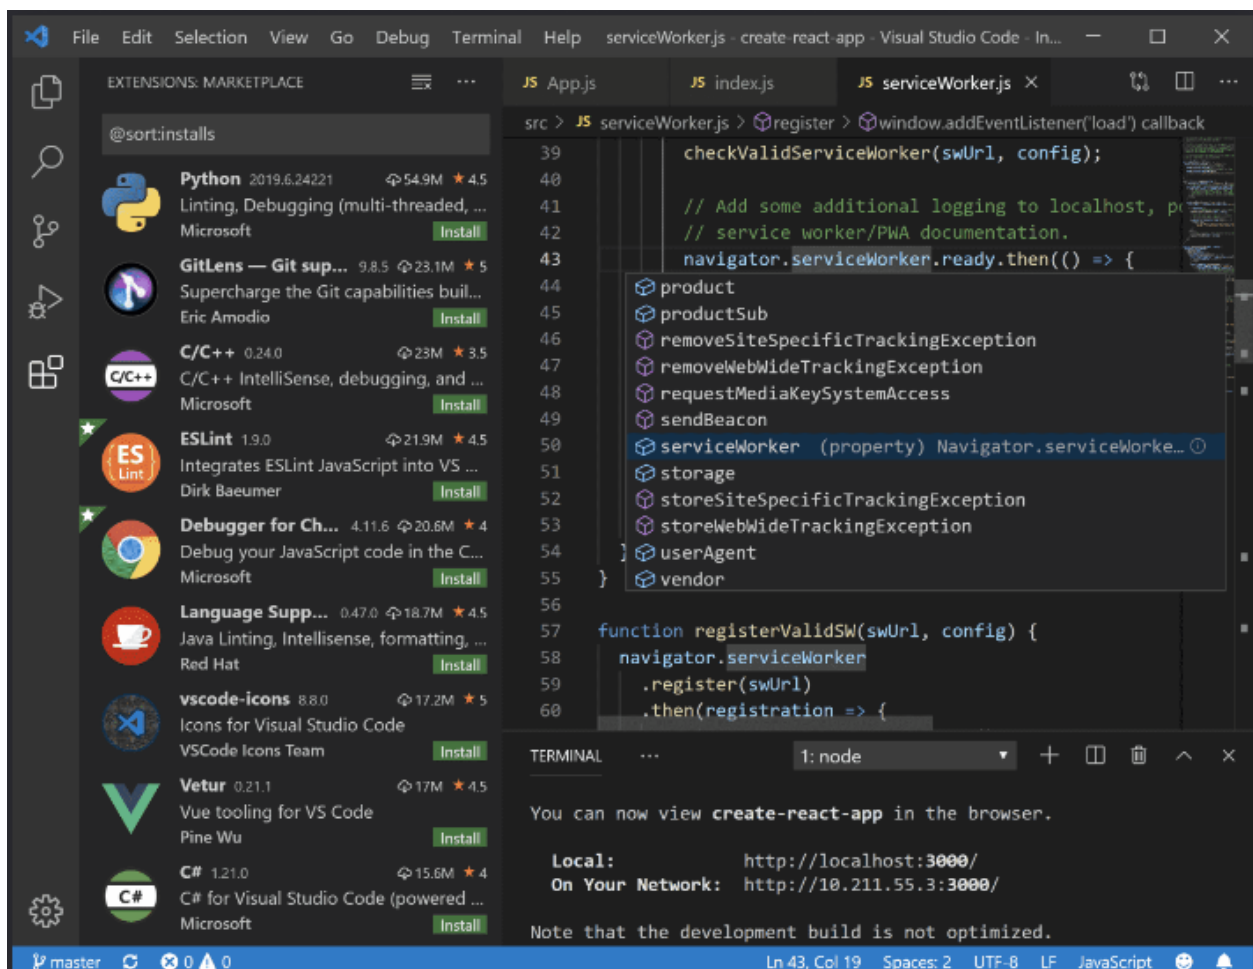 File Edit Selection View Go Debug Terminal Help serviceWorker.js - create-react-app - Visual Studio Code - In...
EXTENSIONS: MARKETPLACE
@sort:installs
Python 2019.6.24221 54.9M ★ 4.5
Linting, Debugging (multi-threaded, ...
Microsoft Install
GitLens — Git sup... 9.8.5 23.1M ★ 5
Supercharge the Git capabilities buil...
Eric Amodio Install
C/C++
C/C++ 0.24.0 23M ★ 3.5
C/C++ IntelliSense, debugging, and ...
Microsoft Install
ES
Lint
ESLint 1.9.0 21.9M ★ 4.5
Integrates ESLint JavaScript into VS ...
Dirk Baeumer Install
Debugger for Ch... 4.11.6 20.6M ★ 4
Debug your JavaScript code in the C...
Microsoft Install
Language Supp... 0.47.0 18.7M ★ 4.5
Java Linting, Intellisense, formatting, ...
Red Hat Install
vscode-icons 8.8.0 17.2M ★ 5
Icons for Visual Studio Code
VSCode Icons Team Install
Vetur 0.21.1 17M ★ 4.5
Vue tooling for VS Code
Pine Wu Install
C#
C# 1.21.0 15.6M ★ 4
C# for Visual Studio Code (powered ...
Microsoft Install
JS App.js JS index.js JS serviceWorker.js
src > JS serviceWorker.js > register > window.addEventListener('load') callback
39 checkValidServiceWorker(swUrl, config);
40
41 // Add some additional logging to localhost, p
42 // service worker/PWA documentation.
43 navigator.serviceWorker.ready.then(() => {
44 product
45 productSub
46 removeSiteSpecificTrackingException
47 removeWebWideTrackingException
48 requestMediaKeySystemAccess
49 sendBeacon
50 serviceWorker (property) Navigator.serviceWorke...
51 storage
52 storeSiteSpecificTrackingException
53 storeWebWideTrackingException
54 } userAgent
55 } vendor
56
57 function registerValidSW(swUrl, config) {
58 navigator.serviceWorker
59 .register(swUrl)
60 .then(registration => {
TERMINAL ... 1: node
You can now view create-react-app in the browser.
Local: http://localhost:3000/
On Your Network: http://10.211.55.3:3000/
Note that the development build is not optimized.
master 0 0 Ln 43, Col 19 Spaces: 2 UTF-8 LF JavaScript